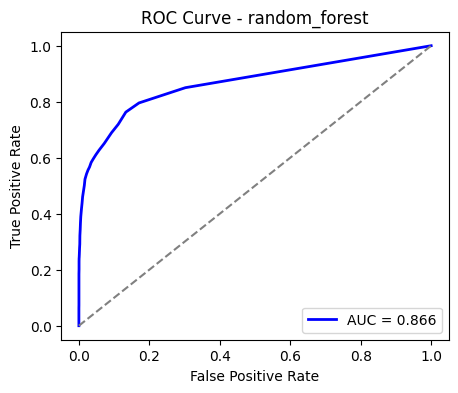 ROC Curve - random_forest
True Positive Rate
1.0
0.8
0.6
0.4
0.2
0.0
AUC = 0.866
0.0 0.2 0.4 0.6 0.8 1.0
False Positive Rate